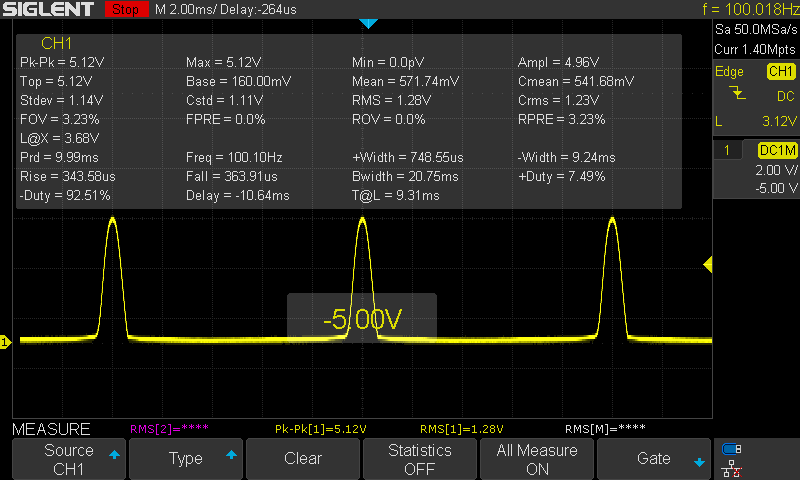 SIGLENT Stop M 2.00ms/ Delay:-264us f = 100.018Hz
Sa 50.0MSa/s
Curr 1.40Mpts
Edge CH1
DC
L 3.12V
1 DC1M
2.00 V/
-5.00 V
CH1
Pk-Pk = 5.12V Max = 5.12V Min = 0.0pV Ampl = 4.96V
Top = 5.12V Base = 160.00mV Mean = 571.74mV Cmean = 541.68mV
Stdev = 1.14V Cstd = 1.11V RMS = 1.28V Crms = 1.23V
FOV = 3.23% FPRE = 0.0% ROV = 0.0% RPRE = 3.23%
L@X = 3.68V
Prd = 9.99ms Freq = 100.10Hz +Width = 748.55us -Width = 9.24ms
Rise = 343.58us Fall = 363.91us Bwidth = 20.75ms +Duty = 7.49%
-Duty = 92.51% Delay = -10.64ms T@L = 9.31ms
-5.00V
1
MEASURE RMS[2]=**** Pk-Pk[1]=5.12V RMS[1]=1.28V RMS[M]=****
Source
CH1
Type
Clear
Statistics
OFF
All Measure
ON
Gate